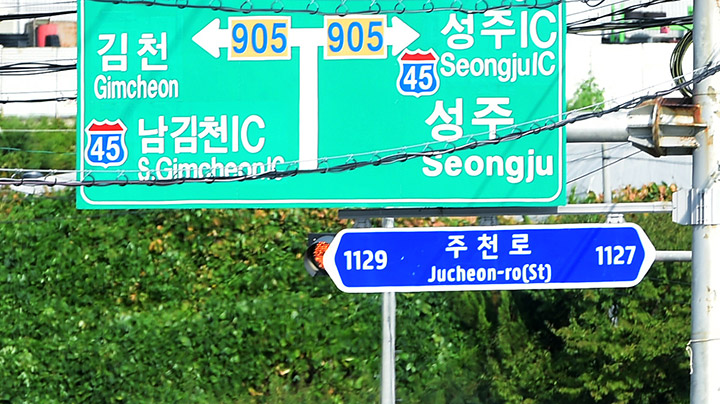 905 905
김천
Gimcheon
45 남김천IC
S.GimcheonIC
성주IC
45 SeongjuIC
성주
Seongju
1129 주천로 1127
Jucheon-ro(St)